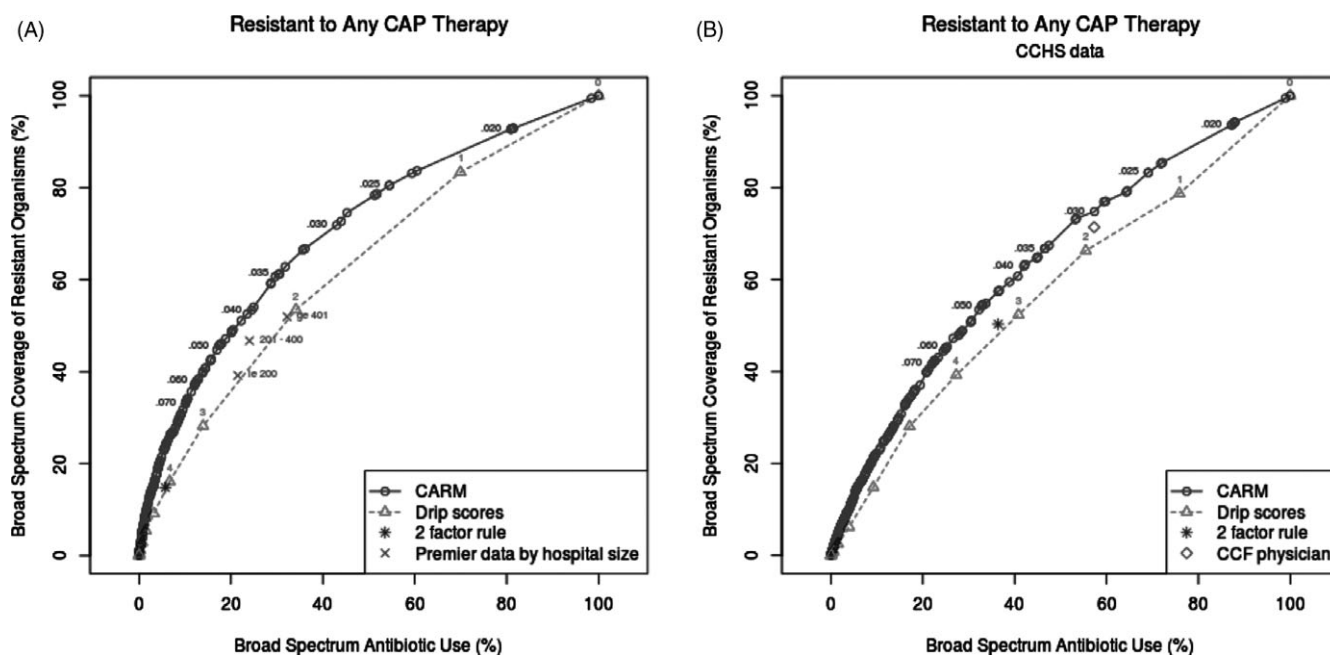 (A)
Resistant to Any CAP Therapy
Broad Spectrum Coverage of Resistant Organisms (%)
100
80
60
40
20
0
0
.020
1
.025
.030
.035
2
ge 401
.040
201 - 400
.050
le 200
.060
.070
3
4
CARM
Drip scores
2 factor rule
Premier data by hospital size
0 20 40 60 80 100
Broad Spectrum Antibiotic Use (%)
(B)
Resistant to Any CAP Therapy
CCHS data
Broad Spectrum Coverage of Resistant Organisms (%)
100
80
60
40
20
0
0
.020
.025
1
.030
2
.035
.040
3
.050
.060
4
.070
CARM
Drip scores
2 factor rule
CCF physician
0 20 40 60 80 100
Broad Spectrum Antibiotic Use (%)